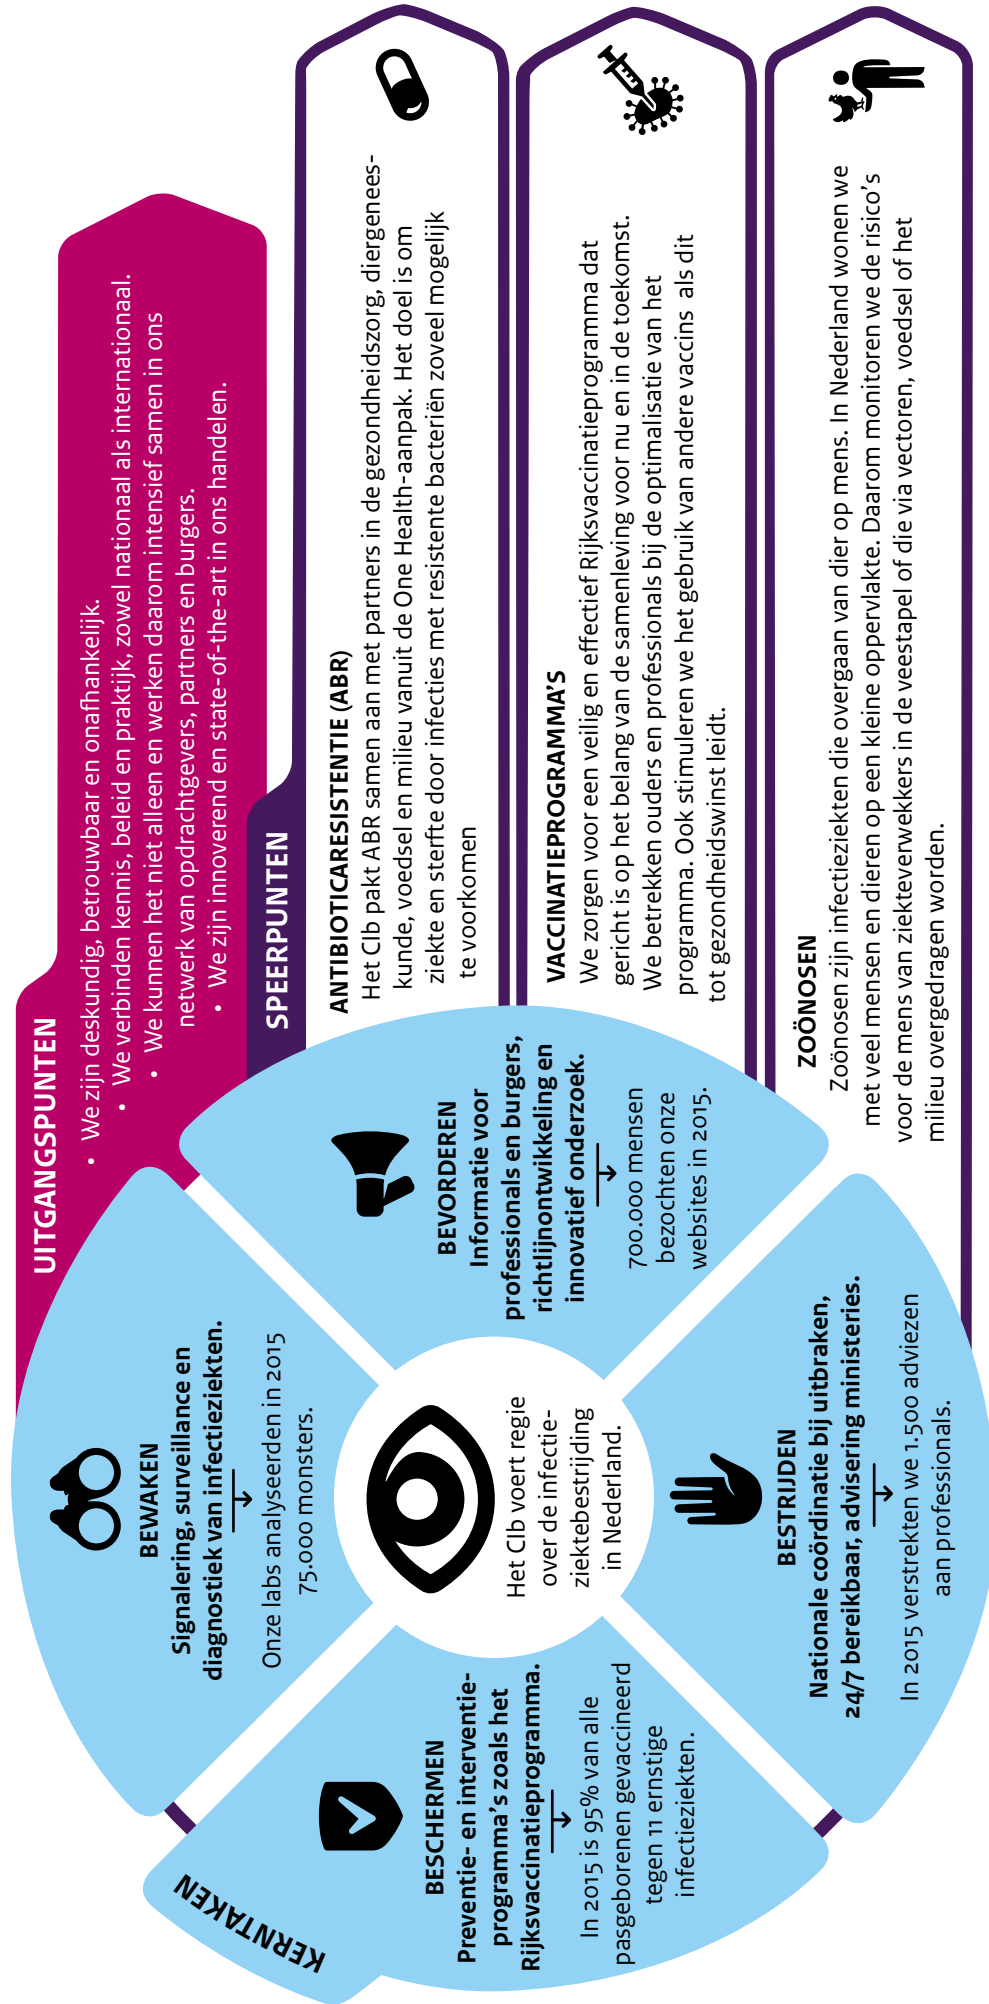 KERNTAKEN
BEWAKEN
Signalering, surveillance en
diagnostiek van infectieziekten.
Onze labs analyseerden in 2015
75.000 monsters.
BESCHERMEN
Preventie- en interventie-
programma’s zoals het
Rijksvaccinatieprogramma.
In 2015 is 95% van alle
pasgeborenen gevaccineerd
tegen 11 ernstige
infectieziekten.
Het CIb voert regie
over de infectie-
ziektebestrijding
in Nederland.
BEVORDEREN
Informatie voor
professionals en burgers,
richtlijnontwikkeling en
innovatief onderzoek.
700.000 mensen
bezochten onze
websites in 2015.
BESTRIJDEN
Nationale coördinatie bij uitbraken,
24/7 bereikbaar, advisering ministeries.
In 2015 verstrekten we 1.500 adviezen
aan professionals.
UITGANGSPUNTEN
• We zijn deskundig, betrouwbaar en onafhankelijk.
• We verbinden kennis, beleid en praktijk, zowel nationaal als internationaal.
• We kunnen het niet alleen en werken daarom intensief samen in ons
netwerk van opdrachtgevers, partners en burgers.
• We zijn innoverend en state-of-the-art in ons handelen.
SPEERPUNTEN
ANTIBIOTICARESISTENTIE (ABR)
Het CIb pakt ABR samen aan met partners in de gezondheidszorg, diergenees-
kunde, voedsel en milieu vanuit de One Health-aanpak. Het doel is om
ziekte en sterfte door infecties met resistente bacteriën zoveel mogelijk
te voorkomen
VACCINATIEPROGRAMMA’S
We zorgen voor een veilig en effectief Rijksvaccinatieprogramma dat
gericht is op het belang van de samenleving voor nu en in de toekomst.
We betrekken ouders en professionals bij de optimalisatie van het
programma. Ook stimuleren we het gebruik van andere vaccins als dit
tot gezondheidswinst leidt.
ZOÖNOSEN
Zoönosen zijn infectieziekten die overgaan van dier op mens. In Nederland wonen we
met veel mensen en dieren op een kleine oppervlakte. Daarom monitoren we de risico’s
voor de mens van ziekteverwekkers in de veestapel of die via vectoren, voedsel of het
milieu overgedragen worden.